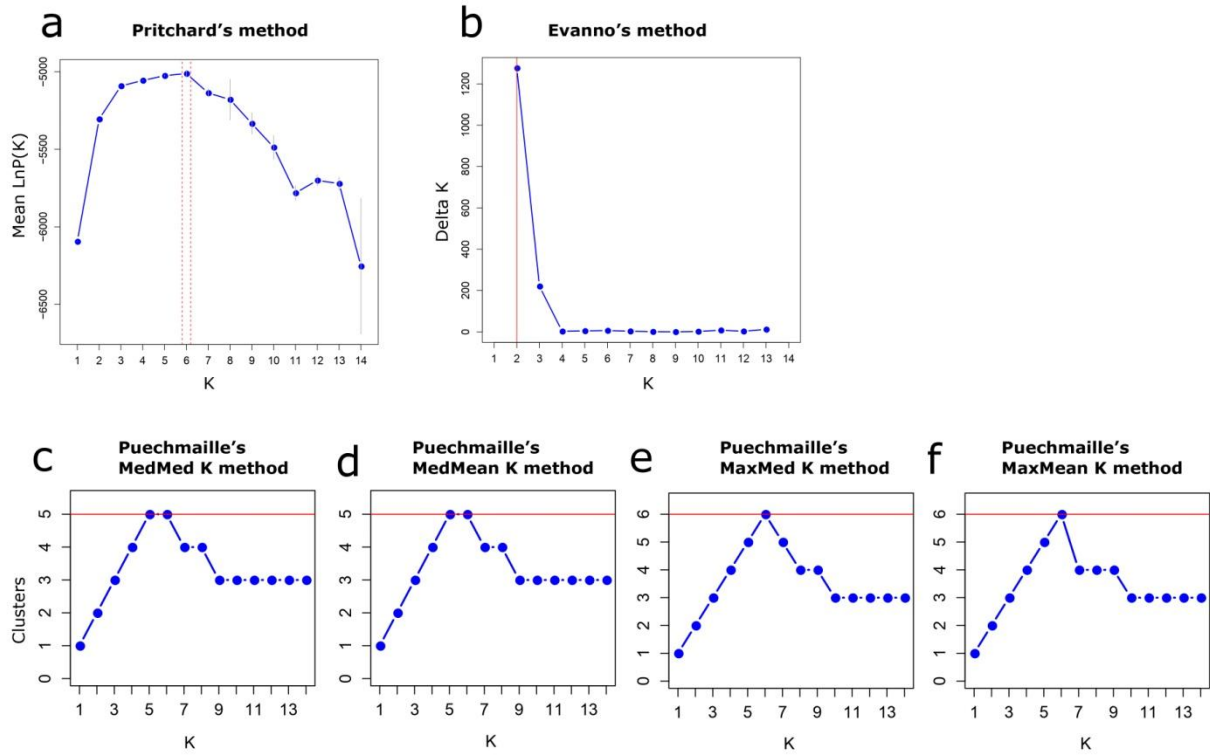 a
Pritchard's method
Mean LnP(K)
-5000
-5500
-6000
-6500
1 2 3 4 5 6 7 8 9 10 11 12 13 14
K
b
Evanno's method
Delta K
1200
1000
800
600
400
200
0
1 2 3 4 5 6 7 8 9 10 11 12 13 14
K
c
Puechmaille's
MedMed K method
Clusters
5
4
3
2
1
0
1 3 5 7 9 11 13
K
d
Puechmaille's
MedMean K method
5
4
3
2
1
0
1 3 5 7 9 11 13
K
e
Puechmaille's
MaxMed K method
6
5
4
3
2
1
0
1 3 5 7 9 11 13
K
f
Puechmaille's
MaxMean K method
6
5
4
3
2
1
0
1 3 5 7 9 11 13
K